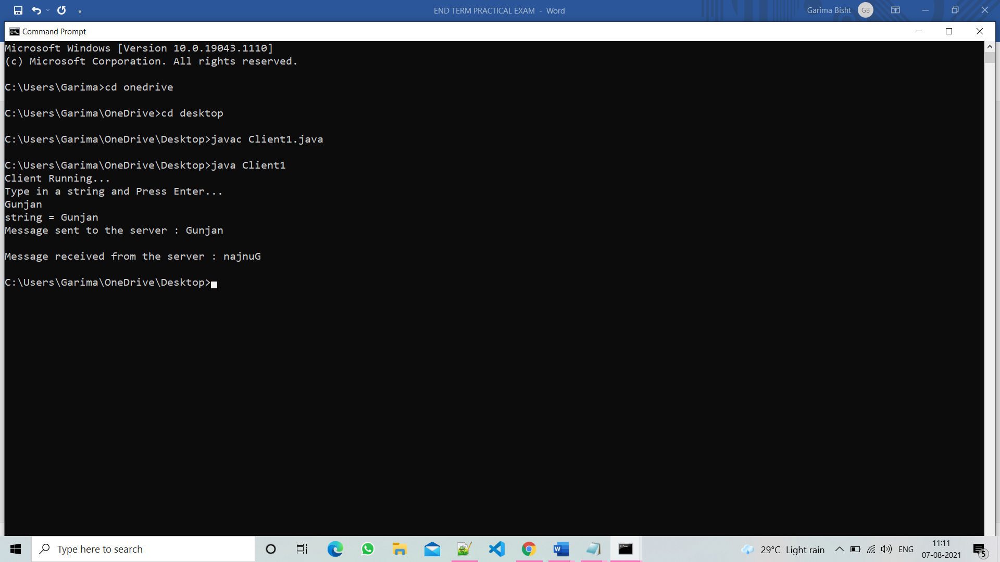 END TERM PRACTICAL EXAM - Word
Garima Bisht
GB
Command Prompt
Microsoft Windows [Version 10.0.19043.1110]
(c) Microsoft Corporation. All rights reserved.
C:\Users\Garima>cd onedrive
C:\Users\Garima\OneDrive>cd desktop
C:\Users\Garima\OneDrive\Desktop>javac Client1.java
C:\Users\Garima\OneDrive\Desktop>java Client1
Client Running...
Type in a string and Press Enter...
Gunjan
string = Gunjan
Message sent to the server : Gunjan
Message received from the server : najnuG
C:\Users\Garima\OneDrive\Desktop>
Type here to search
29°C Light rain
ENG
11:11
07-08-2021
5